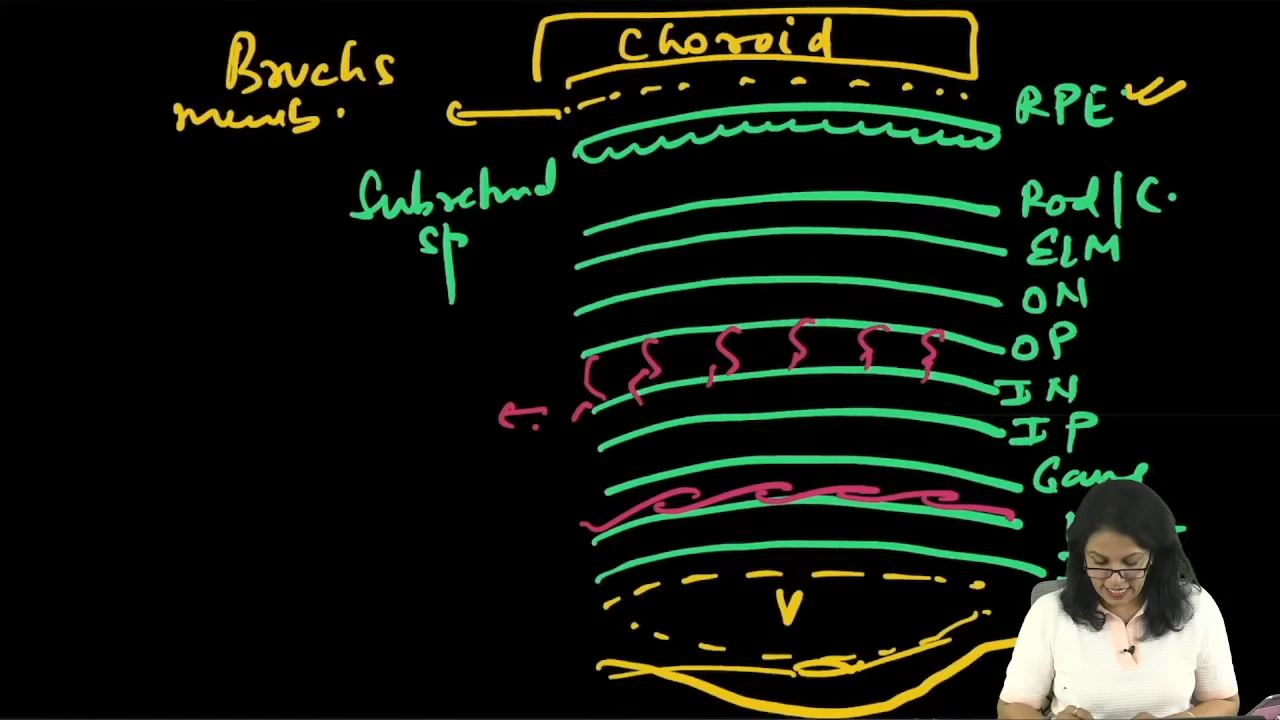 Choroid
Bruchs
memb.
RPE
Subretinal
sp
Rod/C.
ELM
ON
OP
IN
IP
Gang
V